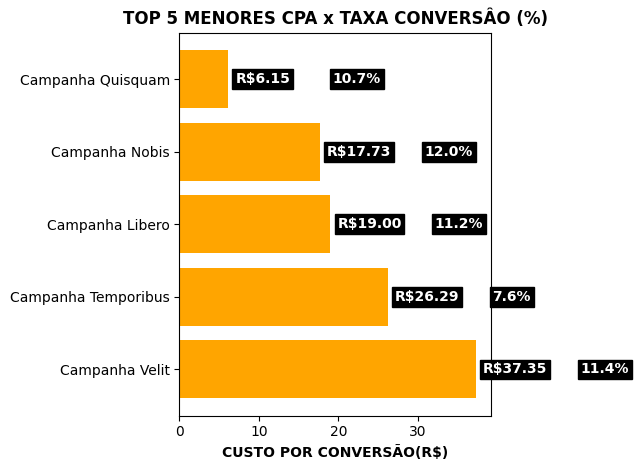 TOP 5 MENORES CPA x TAXA CONVERSÃO (%)
Campanha Quisquam R$6.15 10.7%
Campanha Nobis R$17.73 12.0%
Campanha Libero R$19.00 11.2%
Campanha Temporibus R$26.29 7.6%
Campanha Velit R$37.35 11.4%
0 10 20 30
CUSTO POR CONVERSÃO(R$)